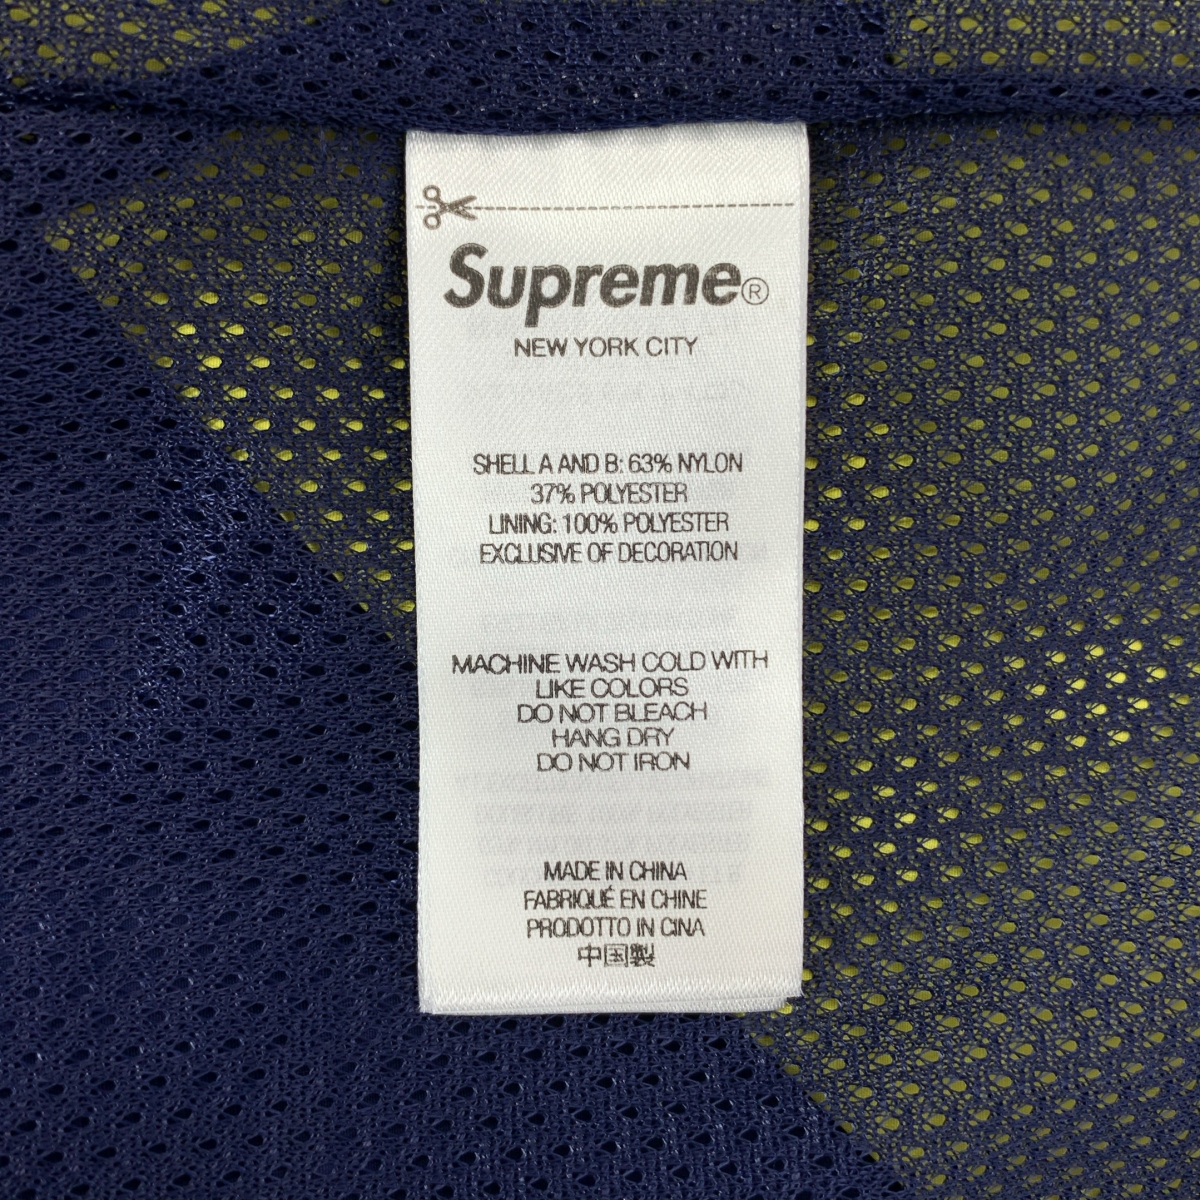 Supreme®
NEW YORK CITY
SHELL A AND B: 63% NYLON
37% POLYESTER
LINING: 100% POLYESTER
EXCLUSIVE OF DECORATION
MACHINE WASH COLD WITH
LIKE COLORS
DO NOT BLEACH
HANG DRY
DO NOT IRON
MADE IN CHINA
FABRIQUÉ EN CHINE
PRODOTTO IN CINA
中国製